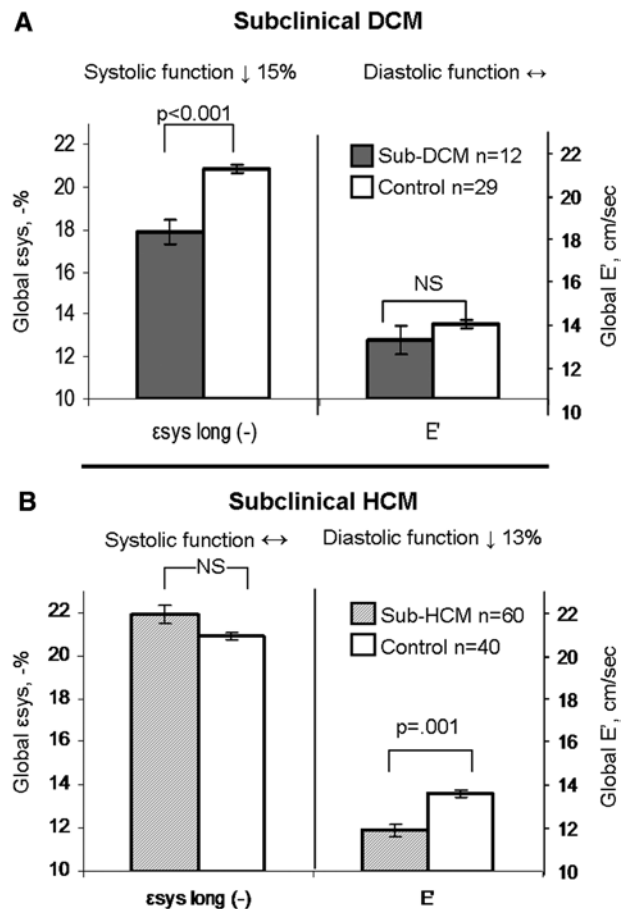 A
Subclinical DCM
Systolic function ↓ 15%
Diastolic function ↔
p<0.001
22
20
18
16
14
12
10
Global εsys, -%
εsys long (-)
Sub-DCM n=12
Control n=29
NS
22
20
18
16
14
12
10
Global E', cm/sec
E'
B
Subclinical HCM
Systolic function ↔
Diastolic function ↓ 13%
NS
22
20
18
16
14
12
10
Global εsys, -%
εsys long (-)
Sub-HCM n=60
Control n=40
p=.001
22
20
18
16
14
12
10
Global E', cm/sec
E'